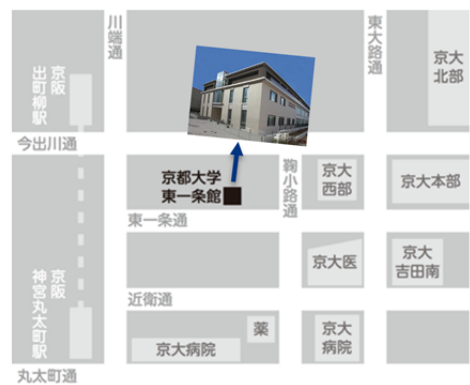 川端通
東大路通
京大
北部
京阪
出町柳駅
今出川通
京都大学
東一条館
鞠小路通
京大
西部
京大本部
東一条通
京大医
京大
吉田南
京阪
神宮丸太町駅
近衛通
薬
京大病院
京大
病院
丸太町通